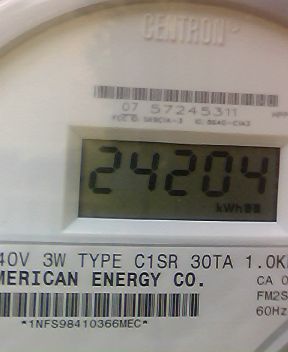 CENTRON
07 57245311
24204
kWh
40V 3W TYPE C1SR 30TA 1.0K
MERICAN ENERGY CO.
CA 0
FM2S
60Hz
*1NFS98410366MEC*